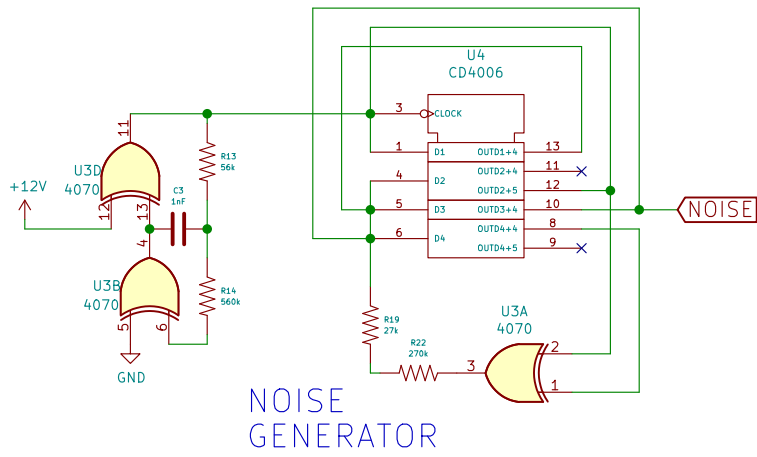 U4
CD4006
3
CLOCK
1
D1
OUTD1+4
13
4
D2
OUTD2+4
11
OUTD2+5
12
5
D3
OUTD3+4
10
6
D4
OUTD4+4
8
OUTD4+5
9
NOISE
11
U3D
4070
12
13
+12V
R13
56k
C3
1nF
4
U3B
4070
5
6
R14
560k
GND
R19
27k
R22
270k
3
U3A
4070
2
1
NOISE
GENERATOR